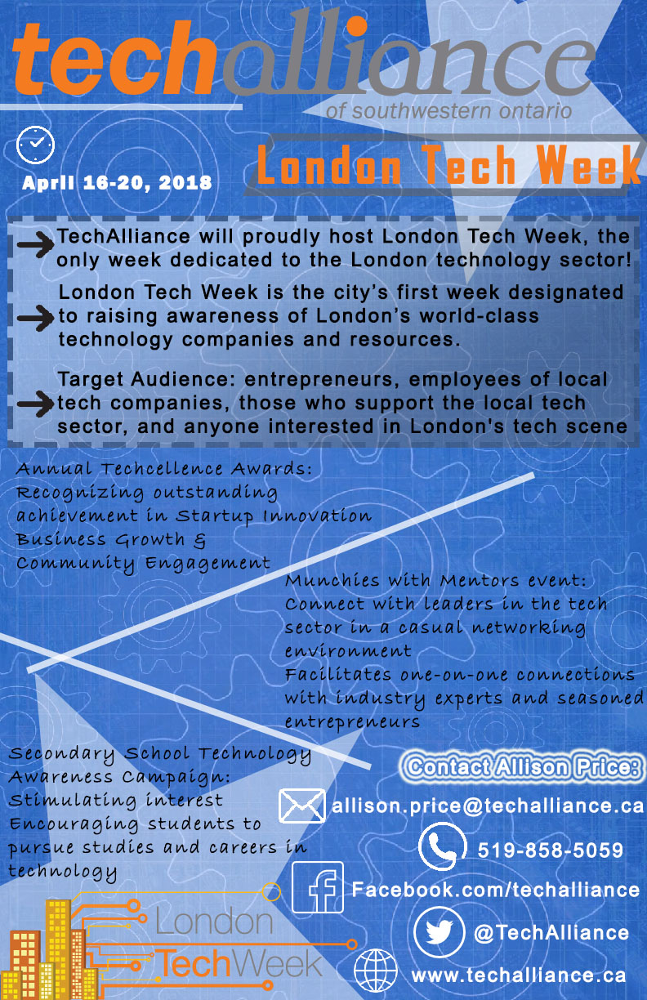 techalliance
of southwestern ontario
London Tech Week
April 16-20, 2018
TechAlliance will proudly host London Tech Week, the
only week dedicated to the London technology sector!
London Tech Week is the city’s first week designated
to raising awareness of London’s world-class
technology companies and resources.
Target Audience: entrepreneurs, employees of local
tech companies, those who support the local tech
sector, and anyone interested in London's tech scene
Annual Techcellence Awards:
Recognizing outstanding
achievement in Startup Innovation
Business Growth &
Community Engagement
Munchies with Mentors event:
Connect with leaders in the tech
sector in a casual networking
environment
Facilitates one-on-one connections
with industry experts and seasoned
entrepreneurs
Secondary School Technology
Awareness Campaign:
Stimulating interest
Encouraging students to
pursue studies and careers in
technology
Contact Allison Price:
allison.price@techalliance.ca
519-858-5059
Facebook.com/techalliance
@TechAlliance
www.techalliance.ca
London
TechWeek